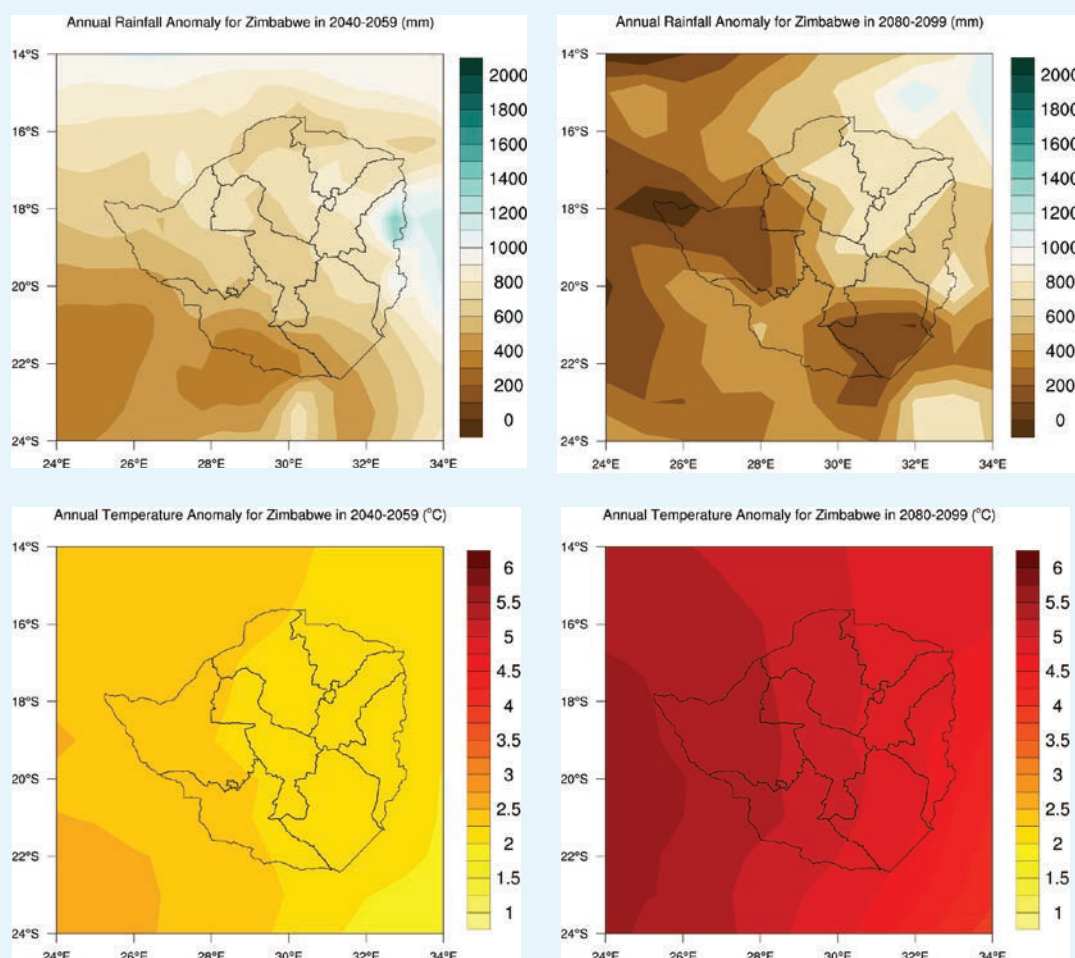 Annual Rainfall Anomaly for Zimbabwe in 2040-2059 (mm)
14°S
16°S
18°S
20°S
22°S
24°S
24°E 26°E 28°E 30°E 32°E 34°E
2000
1800
1600
1400
1200
1000
800
600
400
200
0
Annual Rainfall Anomaly for Zimbabwe in 2080-2099 (mm)
14°S
16°S
18°S
20°S
22°S
24°S
24°E 26°E 28°E 30°E 32°E 34°E
2000
1800
1600
1400
1200
1000
800
600
400
200
0
Annual Temperature Anomaly for Zimbabwe in 2040-2059 (°C)
14°S
16°S
18°S
20°S
22°S
24°S
24°E 26°E 28°E 30°E 32°E 34°E
6
5.5
5
4.5
4
3.5
3
2.5
2
1.5
1
Annual Temperature Anomaly for Zimbabwe in 2080-2099 (°C)
14°S
16°S
18°S
20°S
22°S
24°S
24°E 26°E 28°E 30°E 32°E 34°E
6
5.5
5
4.5
4
3.5
3
2.5
2
1.5
1